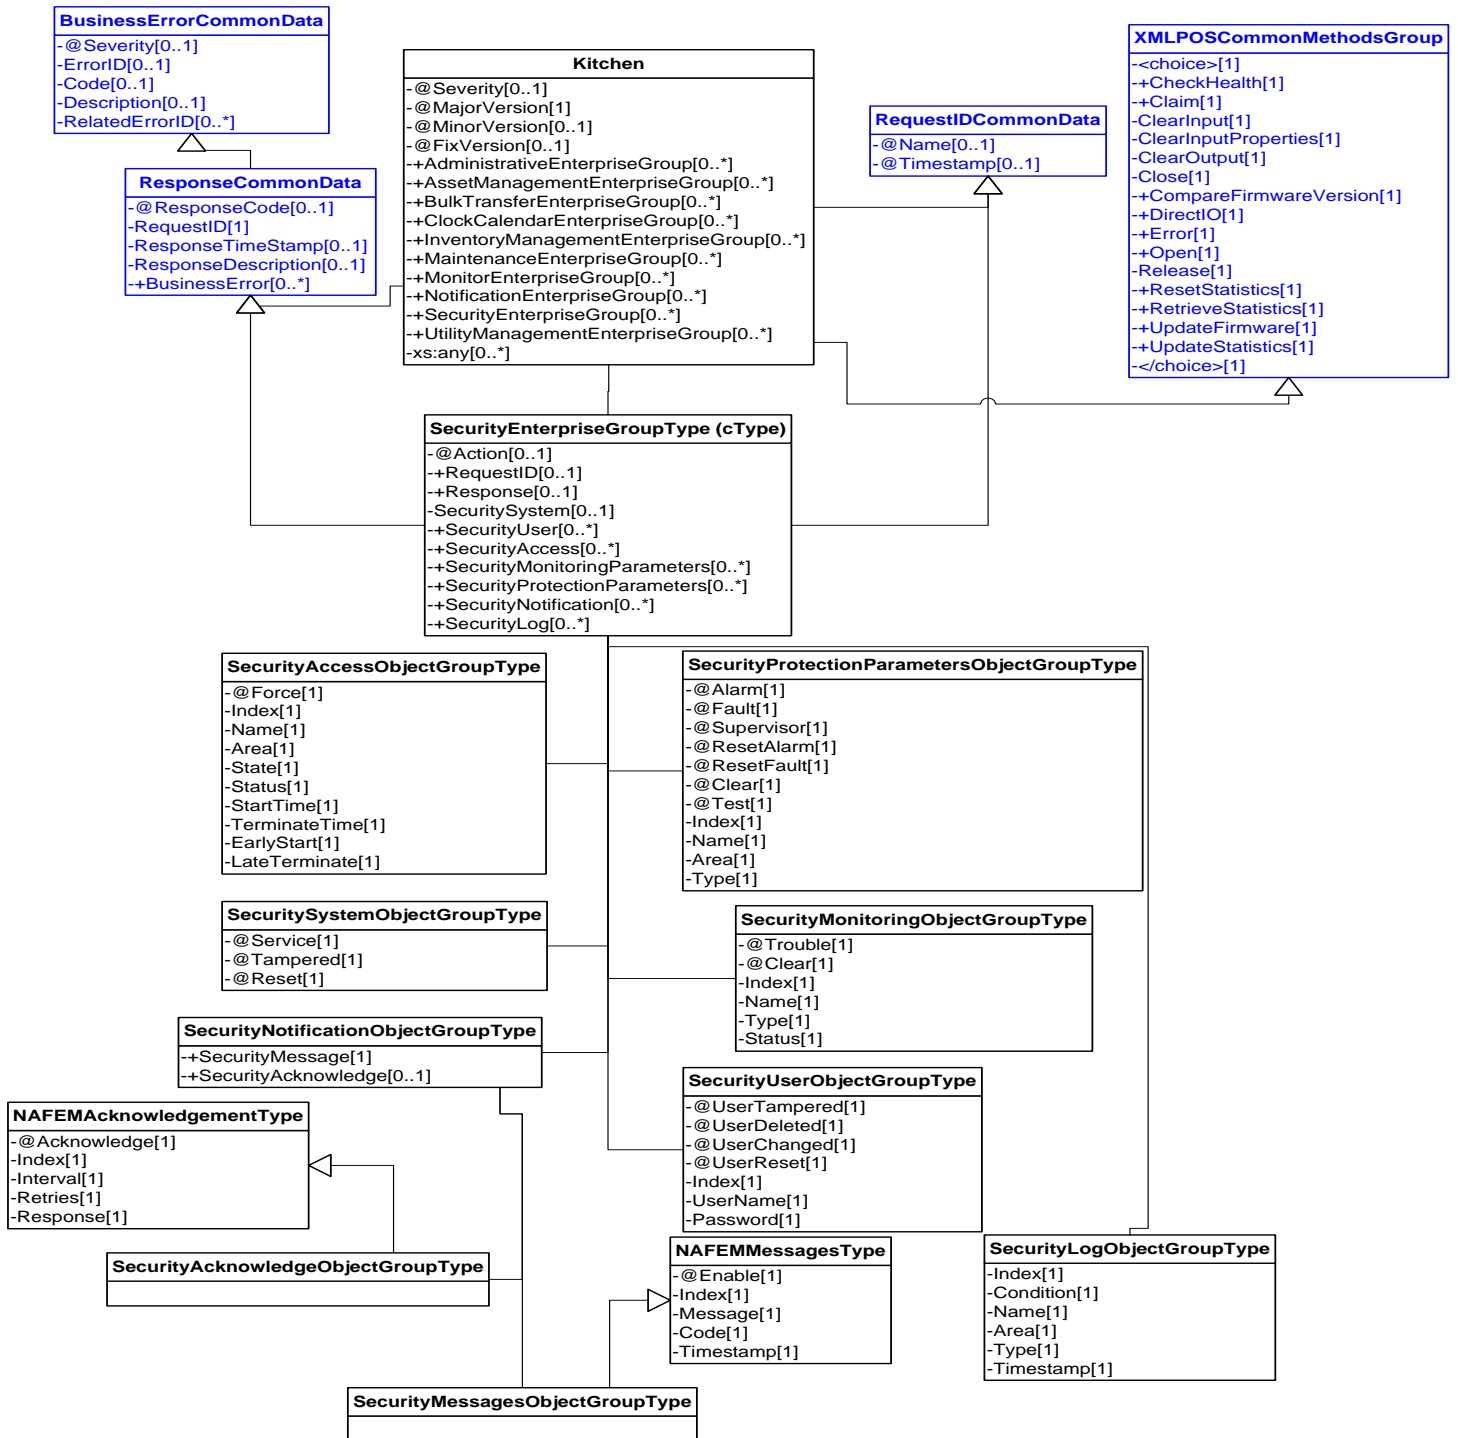 BusinessErrorCommonData
-@Severity[0..1]
-ErrorID[0..1]
-Code[0..1]
-Description[0..1]
-RelatedErrorID[0..*]
ResponseCommonData
-@ResponseCode[0..1]
-RequestID[1]
-ResponseTimeStamp[0..1]
-ResponseDescription[0..1]
-+BusinessError[0..*]
Kitchen
-@Severity[0..1]
-@MajorVersion[1]
-@MinorVersion[0..1]
-@FixVersion[0..1]
-+AdministrativeEnterpriseGroup[0..*]
-+AssetManagementEnterpriseGroup[0..*]
-+BulkTransferEnterpriseGroup[0..*]
-+ClockCalendarEnterpriseGroup[0..*]
-+InventoryManagementEnterpriseGroup[0..*]
-+MaintenanceEnterpriseGroup[0..*]
-+MonitorEnterpriseGroup[0..*]
-+NotificationEnterpriseGroup[0..*]
-+SecurityEnterpriseGroup[0..*]
-+UtilityManagementEnterpriseGroup[0..*]
-xs:any[0..*]
RequestIDCommonData
-@Name[0..1]
-@Timestamp[0..1]
XMLPOSCommonMethodsGroup
-<choice>[1]
-+CheckHealth[1]
-+Claim[1]
-ClearInput[1]
-ClearInputProperties[1]
-ClearOutput[1]
-Close[1]
-+CompareFirmwareVersion[1]
-+DirectIO[1]
-+Error[1]
-+Open[1]
-Release[1]
-+ResetStatistics[1]
-+RetrieveStatistics[1]
-+UpdateFirmware[1]
-+UpdateStatistics[1]
-</choice>[1]
SecurityEnterpriseGroupType (cType)
-@Action[0..1]
-+RequestID[0..1]
-+Response[0..1]
-SecuritySystem[0..1]
-+SecurityUser[0..*]
-+SecurityAccess[0..*]
-+SecurityMonitoringParameters[0..*]
-+SecurityProtectionParameters[0..*]
-+SecurityNotification[0..*]
-+SecurityLog[0..*]
SecurityAccessObjectGroupType
-@Force[1]
-Index[1]
-Name[1]
-Area[1]
-State[1]
-Status[1]
-StartTime[1]
-TerminateTime[1]
-EarlyStart[1]
-LateTerminate[1]
SecurityProtectionParametersObjectGroupType
-@Alarm[1]
-@Fault[1]
-@Supervisor[1]
-@ResetAlarm[1]
-@ResetFault[1]
-@Clear[1]
-@Test[1]
-Index[1]
-Name[1]
-Area[1]
-Type[1]
SecuritySystemObjectGroupType
-@Service[1]
-@Tampered[1]
-@Reset[1]
SecurityMonitoringObjectGroupType
-@Trouble[1]
-@Clear[1]
-Index[1]
-Name[1]
-Type[1]
-Status[1]
SecurityNotificationObjectGroupType
-+SecurityMessage[1]
-+SecurityAcknowledge[0..1]
SecurityUserObjectGroupType
-@UserTampered[1]
-@UserDeleted[1]
-@UserChanged[1]
-@UserReset[1]
-Index[1]
-UserName[1]
-Password[1]
NAFEMAcknowledgementType
-@Acknowledge[1]
-Index[1]
-Interval[1]
-Retries[1]
-Response[1]
SecurityAcknowledgeObjectGroupType
NAFEMMessagesType
-@Enable[1]
-Index[1]
-Message[1]
-Code[1]
-Timestamp[1]
SecurityLogObjectGroupType
-Index[1]
-Condition[1]
-Name[1]
-Area[1]
-Type[1]
-Timestamp[1]
SecurityMessagesObjectGroupType